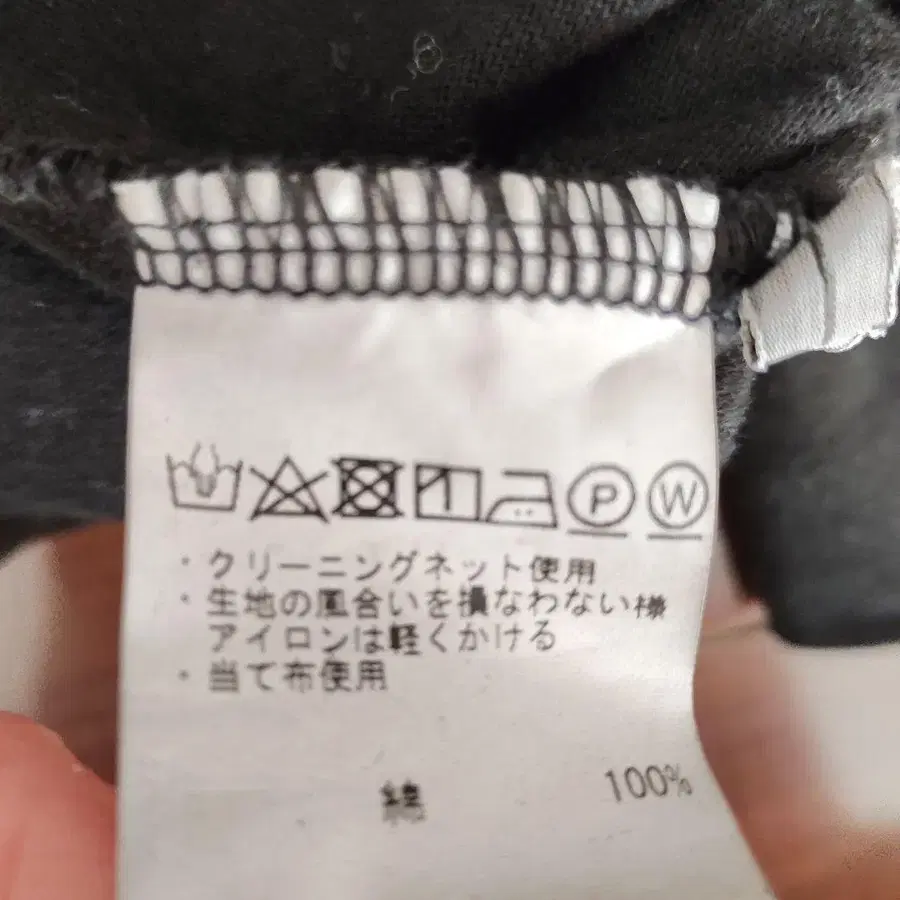 P W
・クリーニングネット使用
・生地の風合いを損なわない様
アイロンは軽くかける
・当て布使用
綿 100%